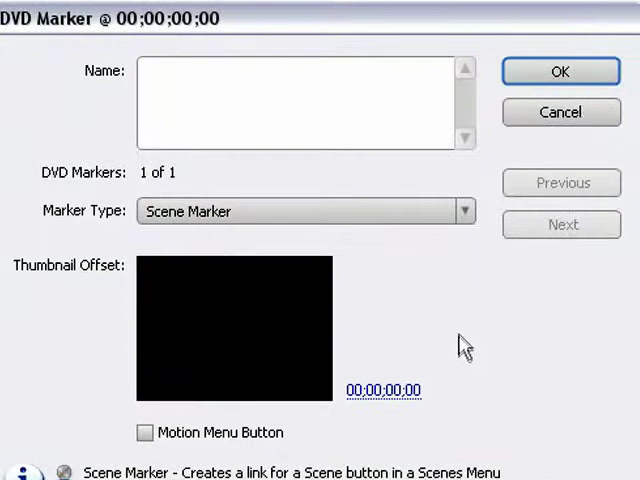 DVD Marker @ 00;00;00;00
Name:
OK
Cancel
DVD Markers: 1 of 1
Previous
Marker Type: Scene Marker
Next
Thumbnail Offset:
00;00;00;00
Motion Menu Button
Scene Marker - Creates a link for a Scene button in a Scenes Menu